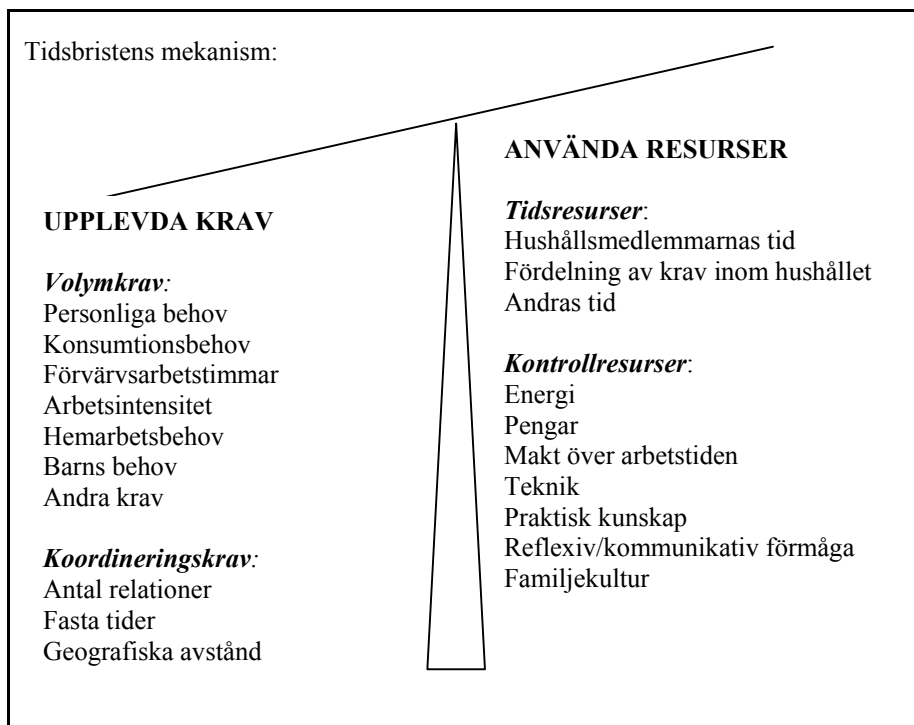 Tidsbristens mekanism:
UPPLEVDA KRAV
Volymkrav:
Personliga behov
Konsumtionsbehov
Förvärvsarbetstimmar
Arbetsintensitet
Hemarbetsbehov
Barns behov
Andra krav
Koordineringskrav:
Antal relationer
Fasta tider
Geografiska avstånd
ANVÄNDA RESURSER
Tidsresurser:
Hushållsmedlemmarnas tid
Fördelning av krav inom hushållet
Andras tid
Kontrollresurser:
Energi
Pengar
Makt över arbetstiden
Teknik
Praktisk kunskap
Reflexiv/kommunikativ förmåga
Familjekultur